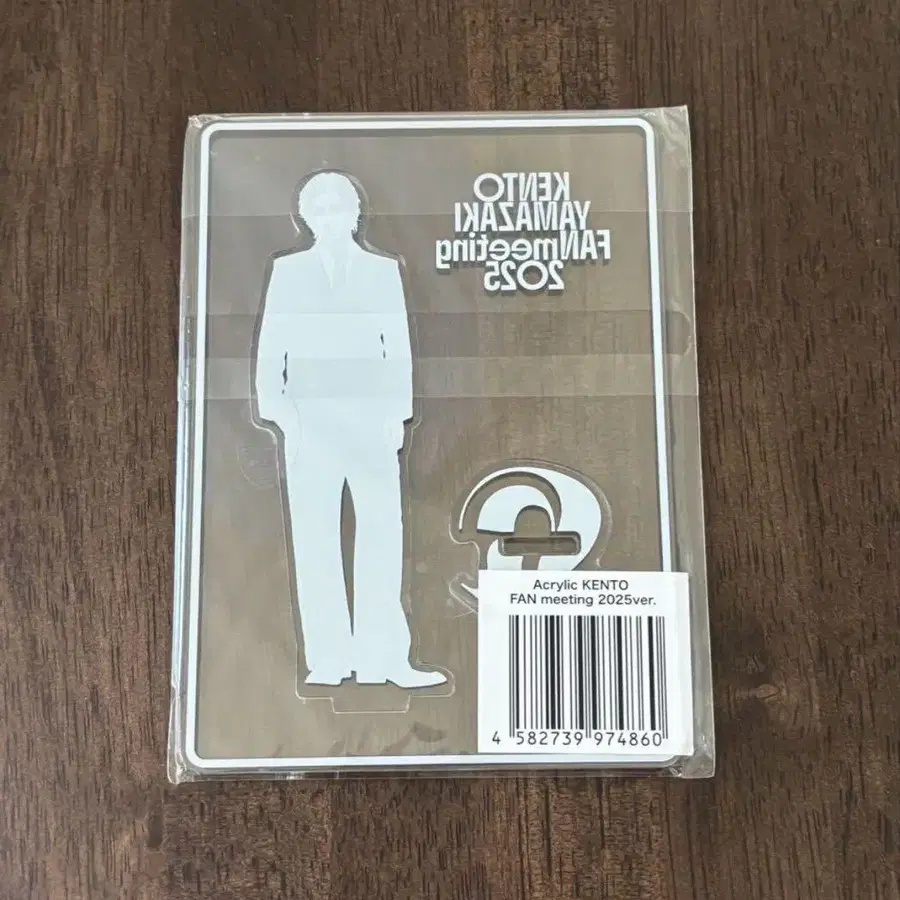 KENTO
YAMAZAKI
FANmeeting
2025
Acrylic KENTO
FAN meeting 2025ver.
4 582739 974860